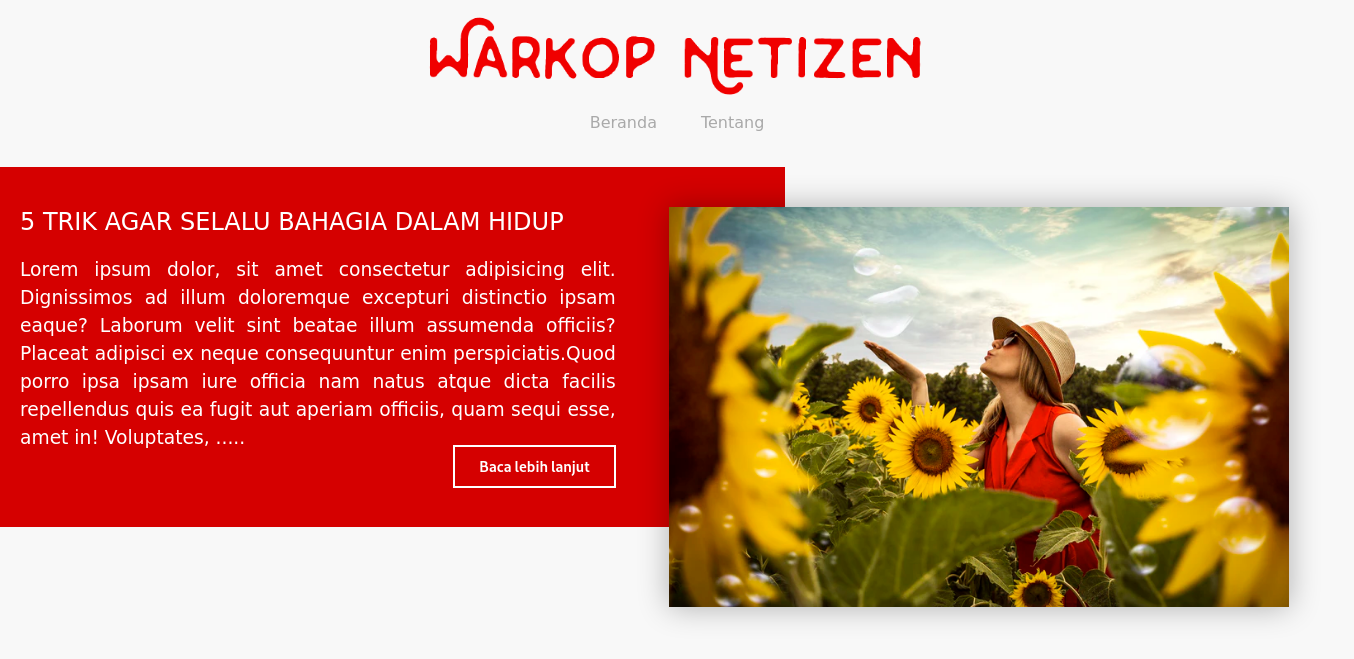 WARKOP NETIZEN
Beranda Tentang
5 TRIK AGAR SELALU BAHAGIA DALAM HIDUP
Lorem ipsum dolor, sit amet consectetur adipisicing elit.
Dignissimos ad illum doloremque excepturi distinctio ipsam
eaque? Laborum velit sint beatae illum assumenda officiis?
Placeat adipisci ex neque consequuntur enim perspiciatis.Quod
porro ipsa ipsam iure officia nam natus atque dicta facilis
repellendus quis ea fugit aut aperiam officiis, quam sequi esse,
amet in! Voluptates, .....
Baca lebih lanjut